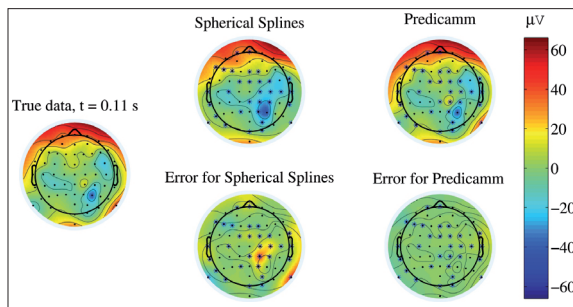 Spherical Splines
Predicamm
μV
True data, t = 0.11 s
Error for Spherical Splines
Error for Predicamm
60
40
20
0
−20
−40
−60